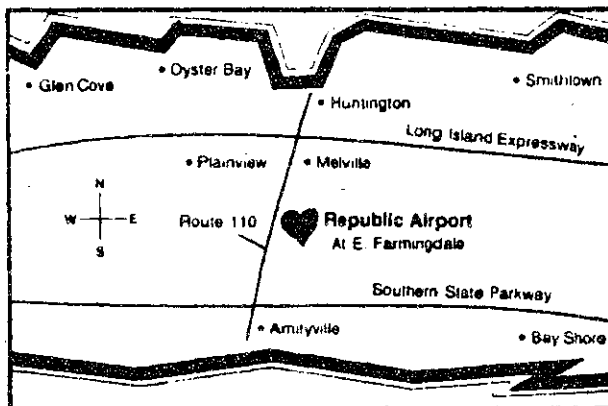 Oyster Bay
Glen Cove
Smithtown
Huntington
Long Island Expressway
Plainview
Melville
N
W E
S
Route 110
Republic Airport
At E. Farmingdale
Southern State Parkway
Amityville
Bay Shore